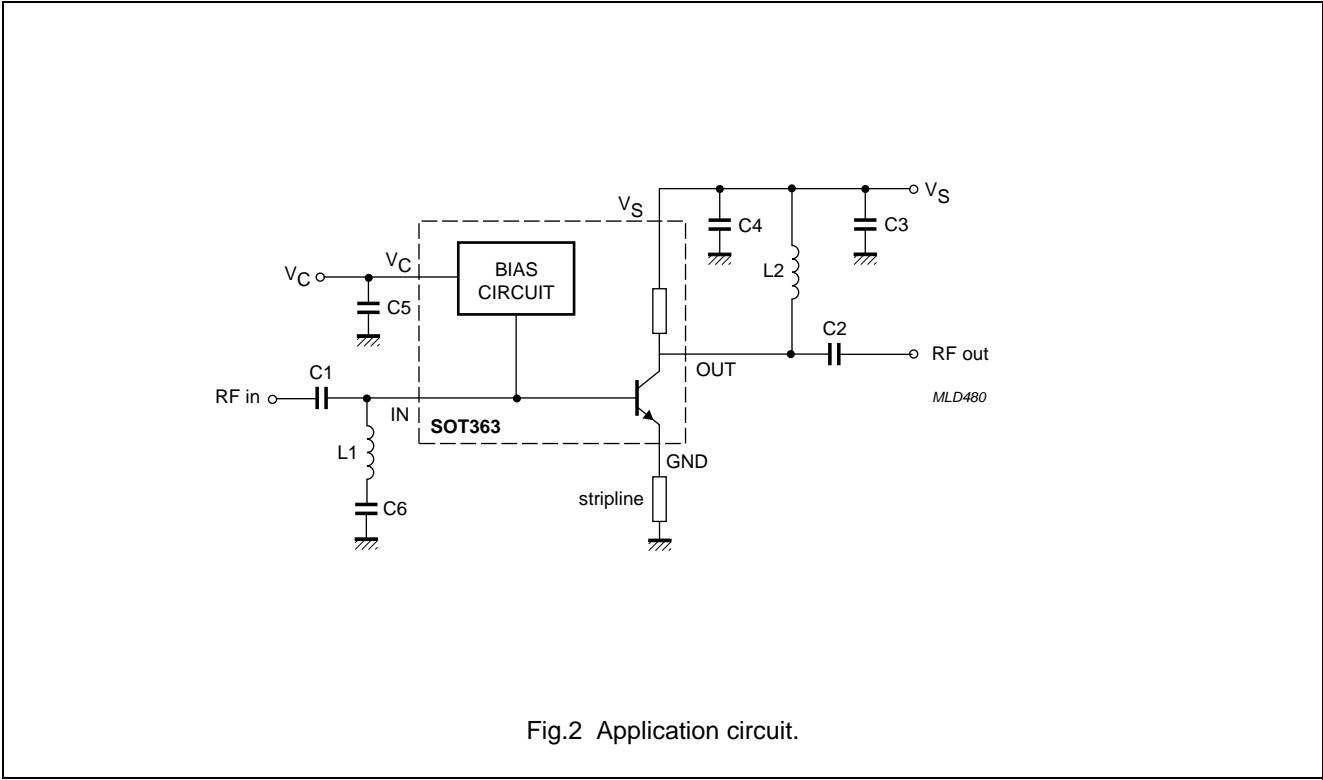 VS
VS
C4
C3
L2
VC
VC
BIAS
CIRCUIT
C5
C2
RF out
OUT
MLD480
C1
RF in
IN
SOT363
L1
GND
C6
stripline
Fig.2 Application circuit.